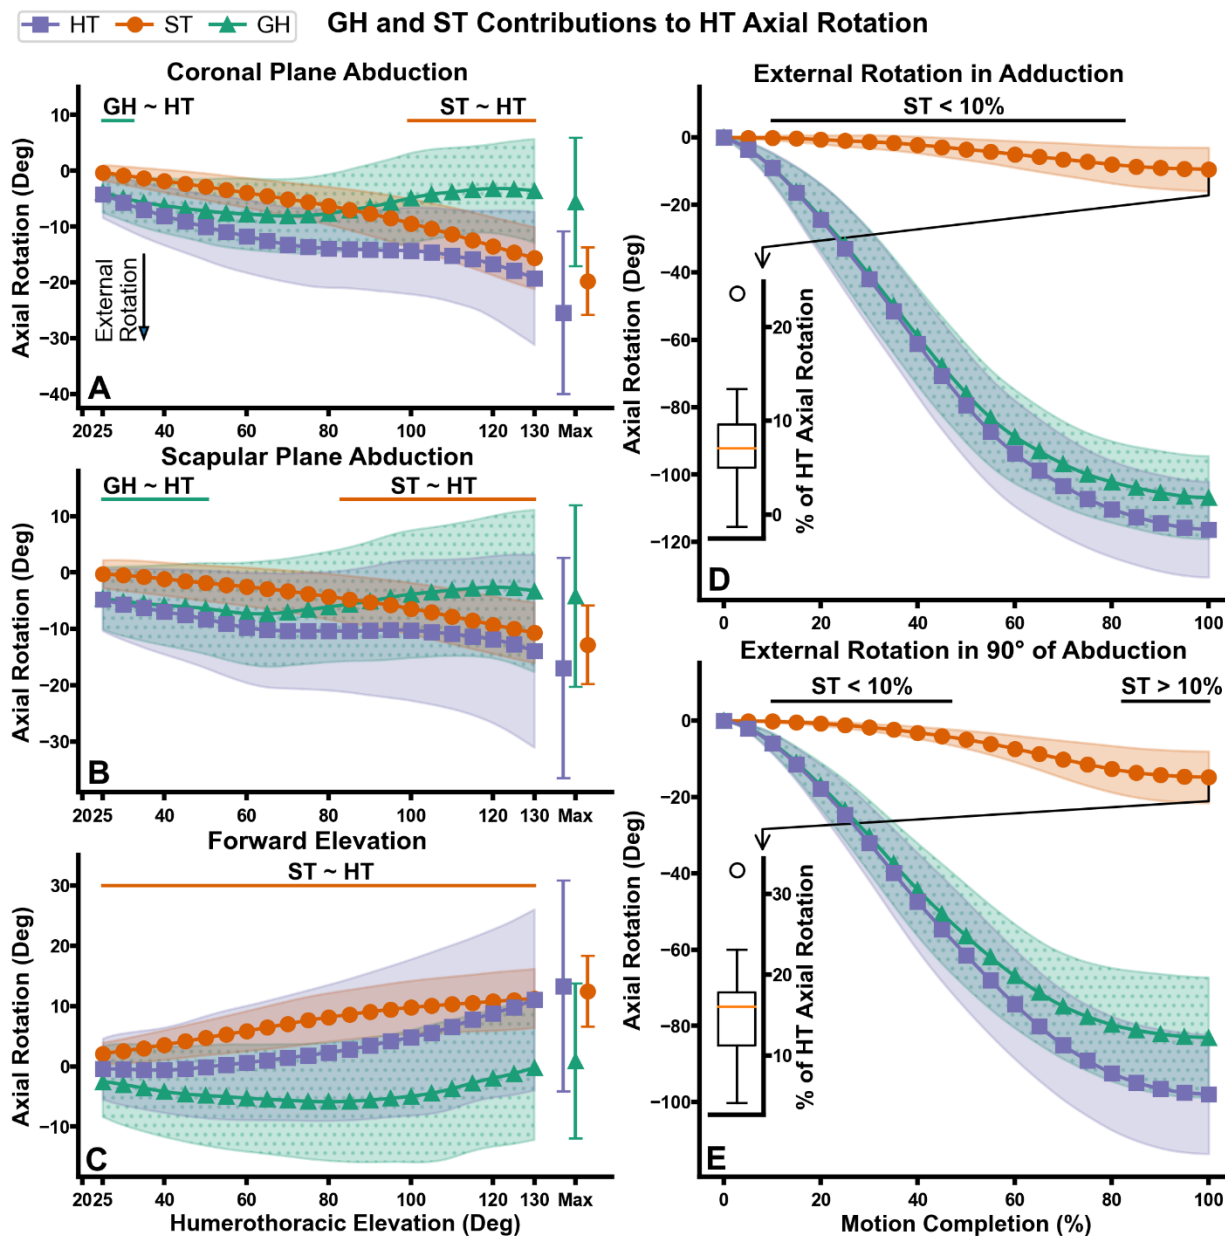 HT ST GH
GH and ST Contributions to HT Axial Rotation
Coronal Plane Abduction
GH ~ HT
ST ~ HT
Axial Rotation (Deg)
10
0
−10
−20
−30
−40
External
Rotation
A
20 25 40 60 80 100 120 130 Max
Scapular Plane Abduction
GH ~ HT
ST ~ HT
Axial Rotation (Deg)
10
0
−10
−20
−30
B
20 25 40 60 80 100 120 130 Max
Forward Elevation
ST ~ HT
Axial Rotation (Deg)
30
20
10
0
−10
C
20 25 40 60 80 100 120 130 Max
Humerothoracic Elevation (Deg)
External Rotation in Adduction
ST < 10%
Axial Rotation (Deg)
0
−20
−40
−60
−80
−100
−120
% of HT Axial Rotation
20
10
0
D
0 20 40 60 80 100
External Rotation in 90° of Abduction
ST < 10%
ST > 10%
Axial Rotation (Deg)
0
−20
−40
−60
−80
−100
% of HT Axial Rotation
30
20
10
E
0 20 40 60 80 100
Motion Completion (%)